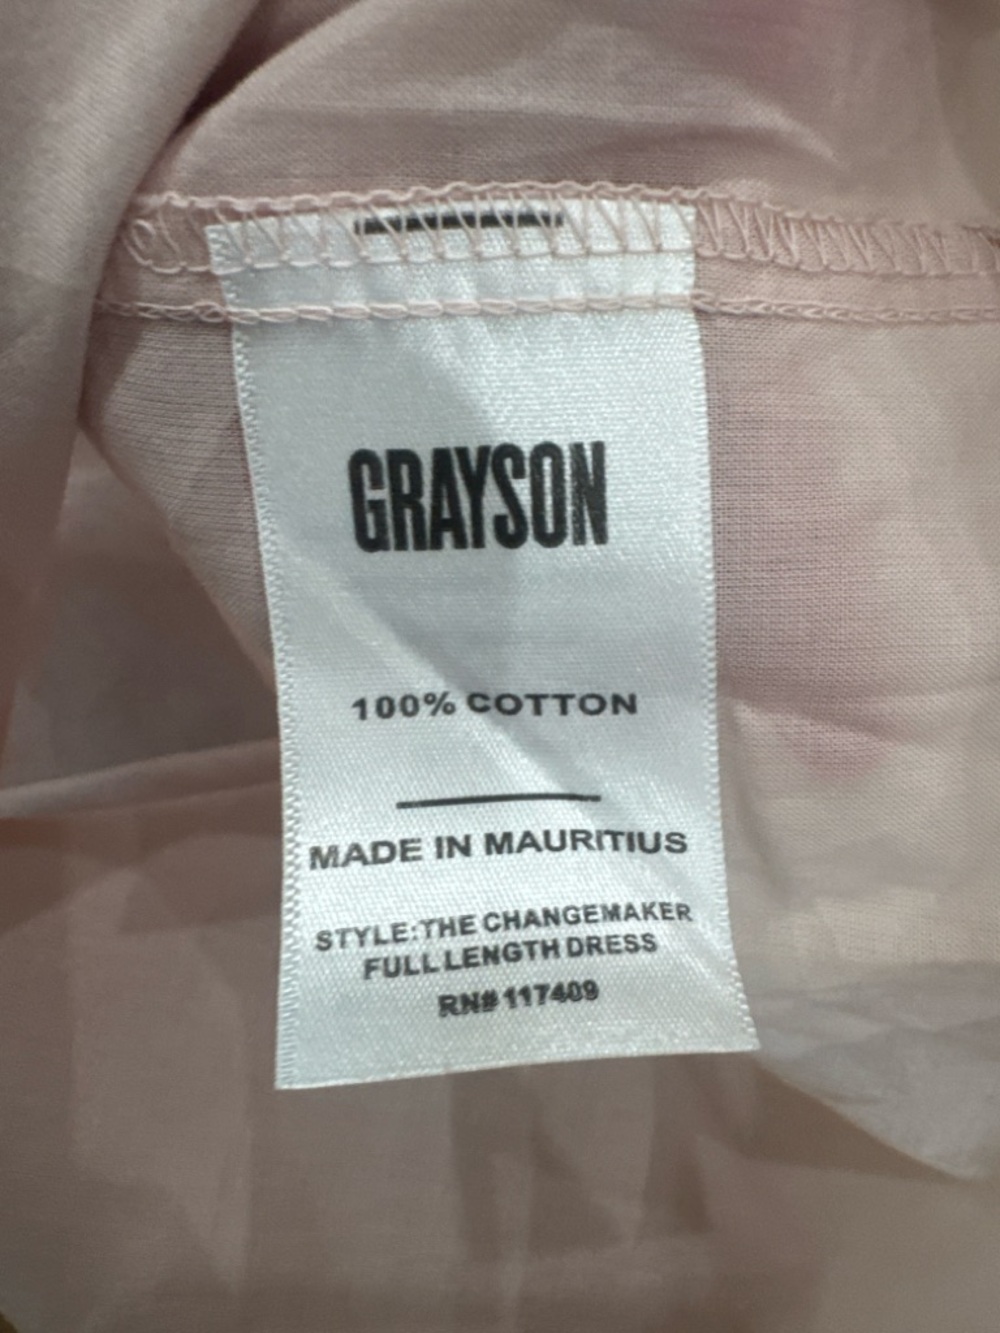 GRAYSON
100% COTTON
MADE IN MAURITIUS
STYLE:THE CHANGEMAKER
FULL LENGTH DRESS
RN# 117409